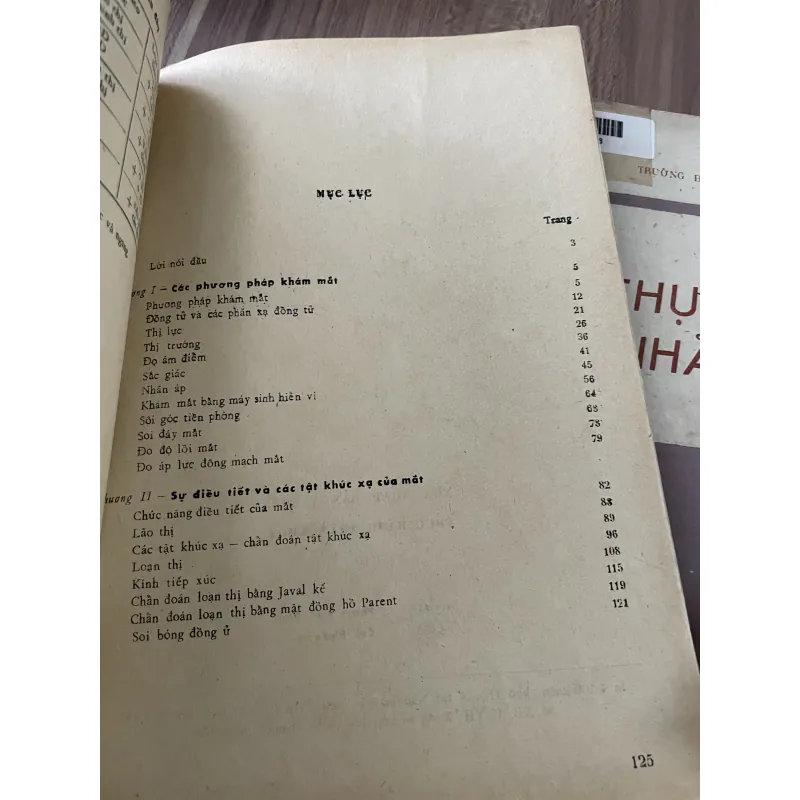 MỤC LỤC
Trang
Lời nói đầu 3
ơng I – Các phương pháp khám mắt 5
Phương pháp khám mắt 5
Đồng tử và các phản xạ đồng tử 12
Thị lực 21
Thị trường 26
Đọ ám điểm 36
Sắc giác 41
Nhãn áp 45
Khám mắt bằng máy sinh hiển vi 56
Sôi góc tiền phòng 64
Soi đáy mắt 68
Đo độ lồi mắt 78
Đo áp lực động mạch mắt 79
hương II – Sự điều tiết và các tật khúc xạ của mắt
Chức năng điều tiết của mắt 82
Lão thị 88
Các tật khúc xạ – chẩn đoán tật khúc xạ 89
Loạn thị 96
Kính tiếp xúc 108
Chẩn đoán loạn thị bằng Javal kế 115
Chẩn đoán loạn thị bằng mặt đồng hồ Parent 119
Soi bóng đồng ử 121
125
TRƯỜNG
THỰ
NHÃ